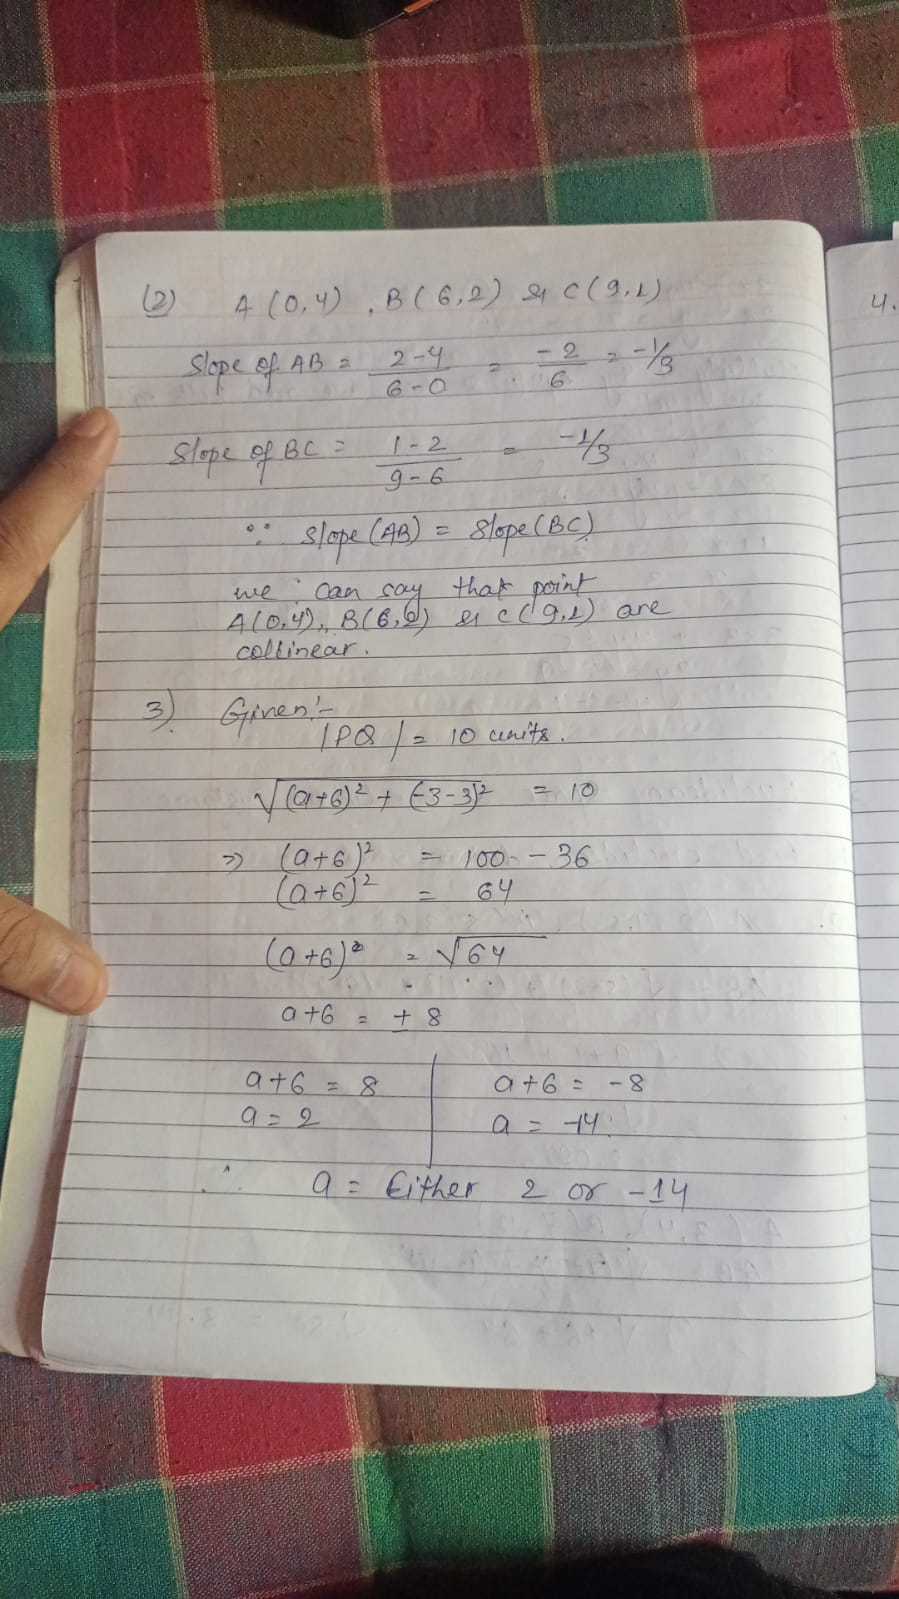 (2) A (0,4) , B (6,2) & C (9,1)
Slope of AB = 2-4/6-0 = -2/6 = -1/3
Slope of BC = 1-2/9-6 = -1/3
∵ slope (AB) = slope (BC)
we can say that point
A(0,4), B(6,2) & C(9,1) are
collinear.
3) Given:-
|PQ| = 10 units.
√(a+6)² + (-3-3)² = 10
⇒ (a+6)² = 100 - 36
(a+6)² = 64
(a+6)² = √64
a+6 = ± 8
a+6 = 8 | a+6 = -8
a = 2 | a = -14
∴ a = Either 2 or -14
4.